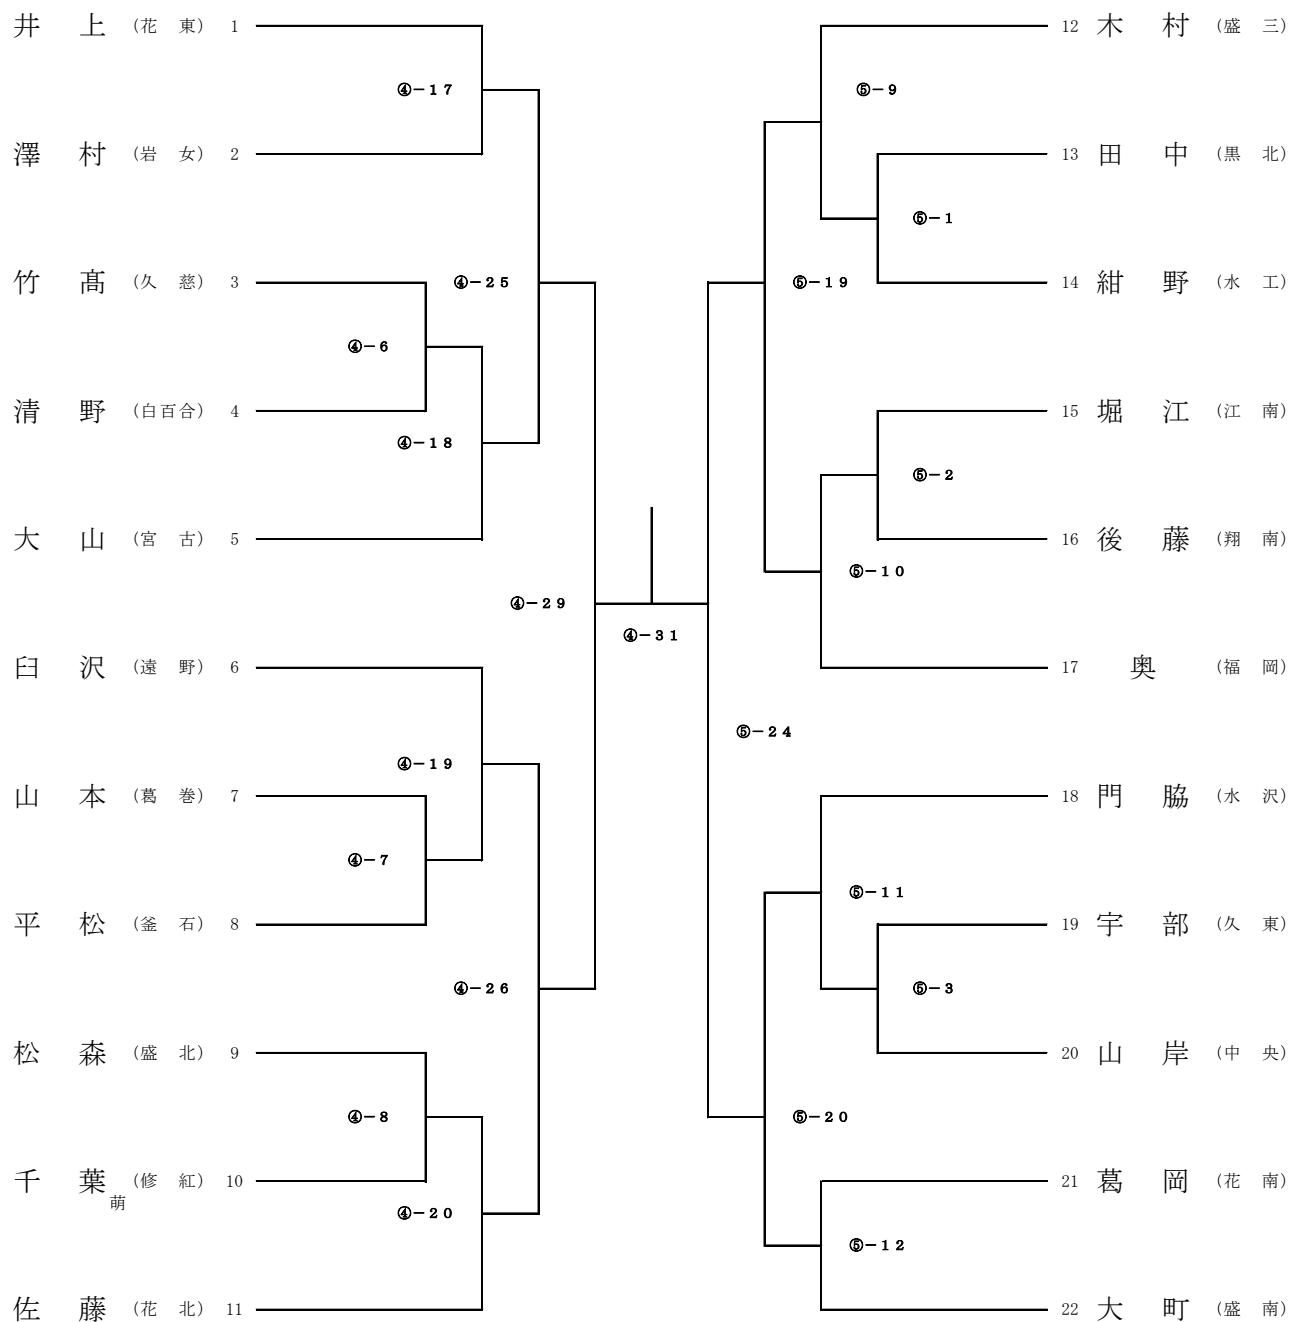 井上 (花東) 1
④－17
澤村 (岩女) 2
④－25
竹髙 (久慈) 3
④－6
清野 (白百合) 4
④－18
大山 (宮古) 5
④－29
④－31
臼沢 (遠野) 6
④－19
山本 (葛巻) 7
④－7
平松 (釜石) 8
④－26
松森 (盛北) 9
④－8
千葉萌 (修紅) 10
④－20
佐藤 (花北) 11
12 木村 (盛三)
⑤－9
13 田中 (黒北)
⑤－1
⑤－19
14 紺野 (水工)
15 堀江 (江南)
⑤－2
16 後藤 (翔南)
⑤－10
17 奥 (福岡)
⑤－24
18 門脇 (水沢)
⑤－11
19 宇部 (久東)
⑤－3
20 山岸 (中央)
⑤－20
21 葛岡 (花南)
⑤－12
22 大町 (盛南)